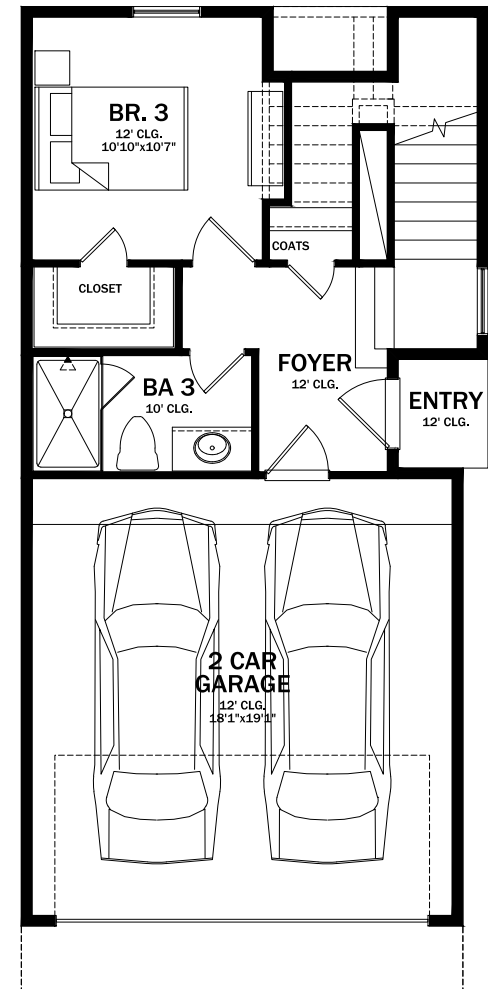 BR. 3
12' CLG.
10'10"x10'7"
COATS
CLOSET
FOYER
12' CLG.
BA 3
10' CLG.
ENTRY
12' CLG.
2 CAR
GARAGE
12' CLG.
18'1"x19'1"